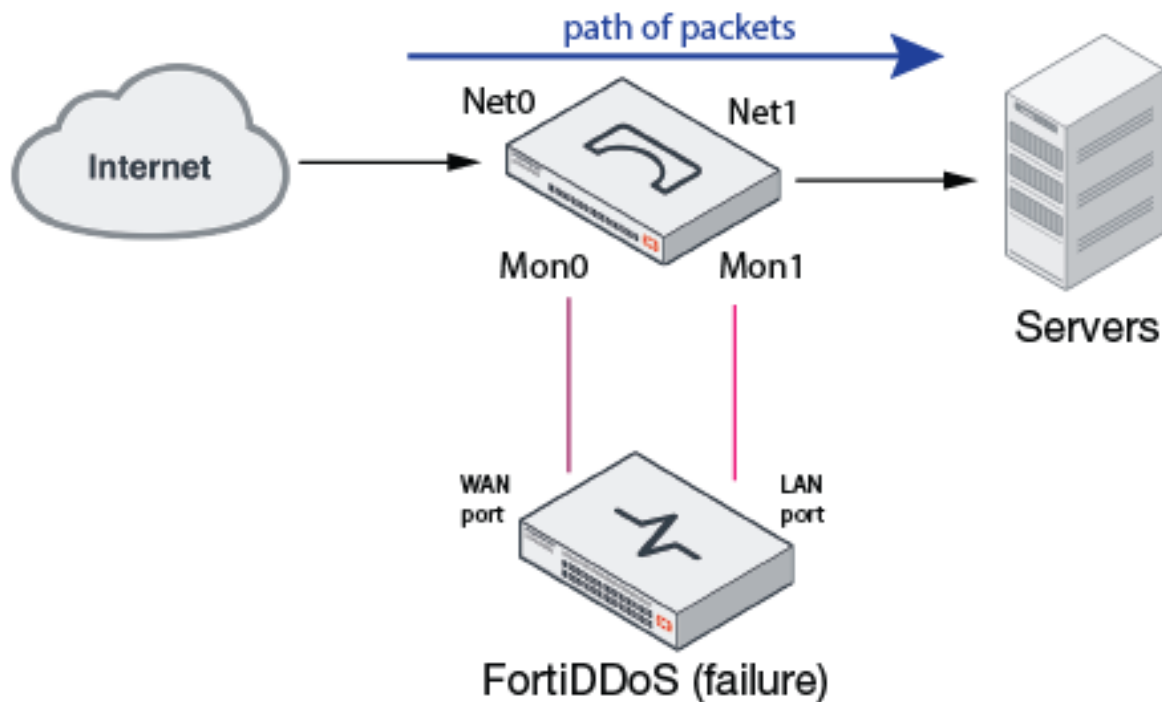 path of packets
Net0
Net1
Internet
Mon0
Mon1
Servers
WAN
port
LAN
port
FortiDDoS (failure)